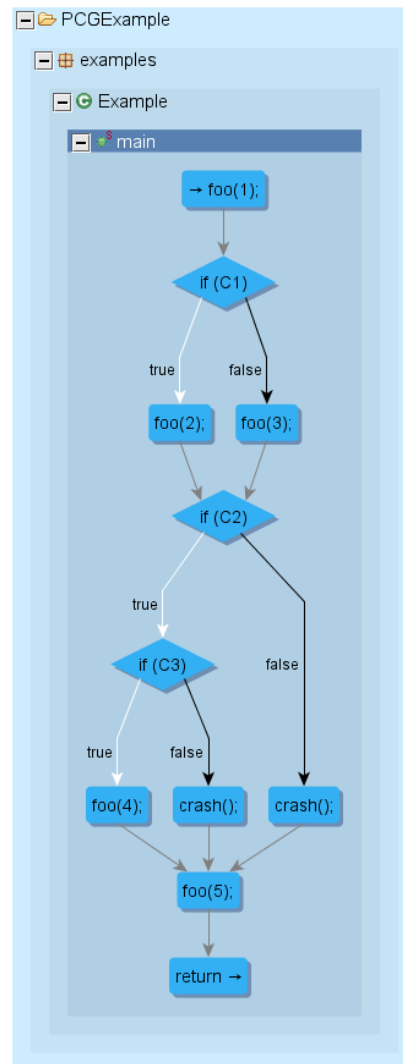 PCGExample
examples
Example
main
→ foo(1);
if (C1)
true
false
foo(2);
foo(3);
if (C2)
true
false
if (C3)
true
false
foo(4);
crash();
crash();
foo(5);
return →